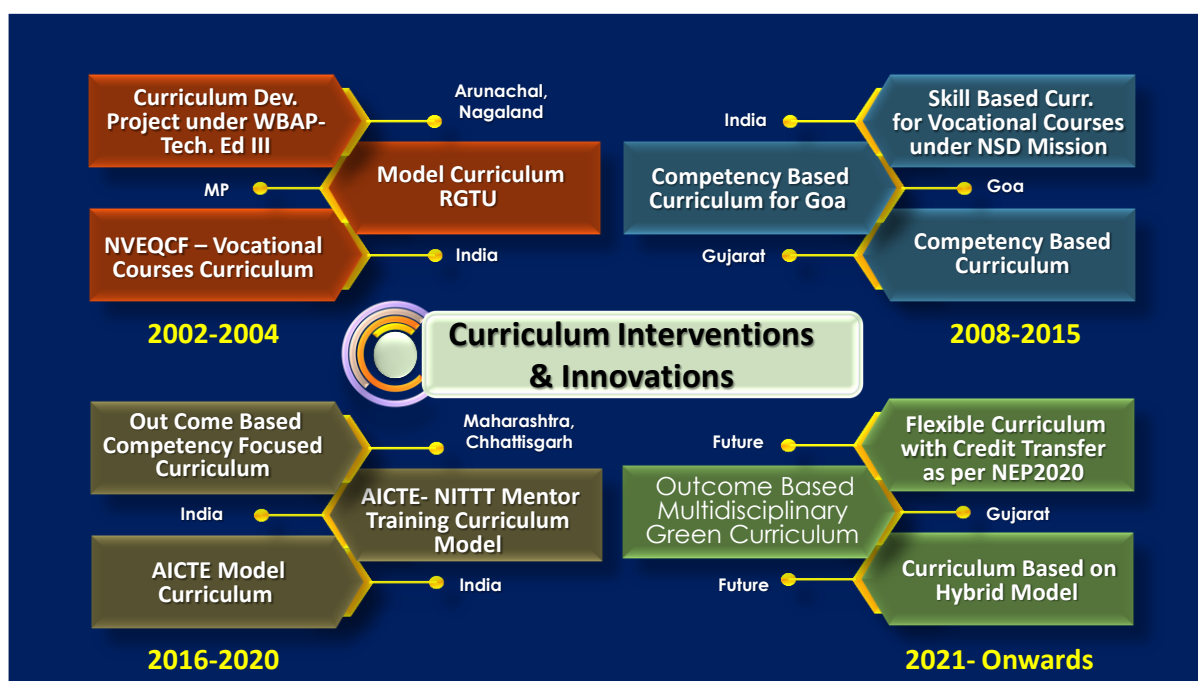 Curriculum Dev.
Project under WBAP-
Tech. Ed III
Arunachal,
Nagaland
MP
Model Curriculum
RGTU
NVEQCF – Vocational
Courses Curriculum
India
2002-2004
India
Skill Based Curr.
for Vocational Courses
under NSD Mission
Competency Based
Curriculum for Goa
Goa
Gujarat
Competency Based
Curriculum
2008-2015
Curriculum Interventions
& Innovations
Out Come Based
Competency Focused
Curriculum
Maharashtra,
Chhattisgarh
India
AICTE- NITTT Mentor
Training Curriculum
Model
AICTE Model
Curriculum
India
2016-2020
Future
Flexible Curriculum
with Credit Transfer
as per NEP2020
Outcome Based
Multidisciplinary
Green Curriculum
Gujarat
Future
Curriculum Based on
Hybrid Model
2021- Onwards